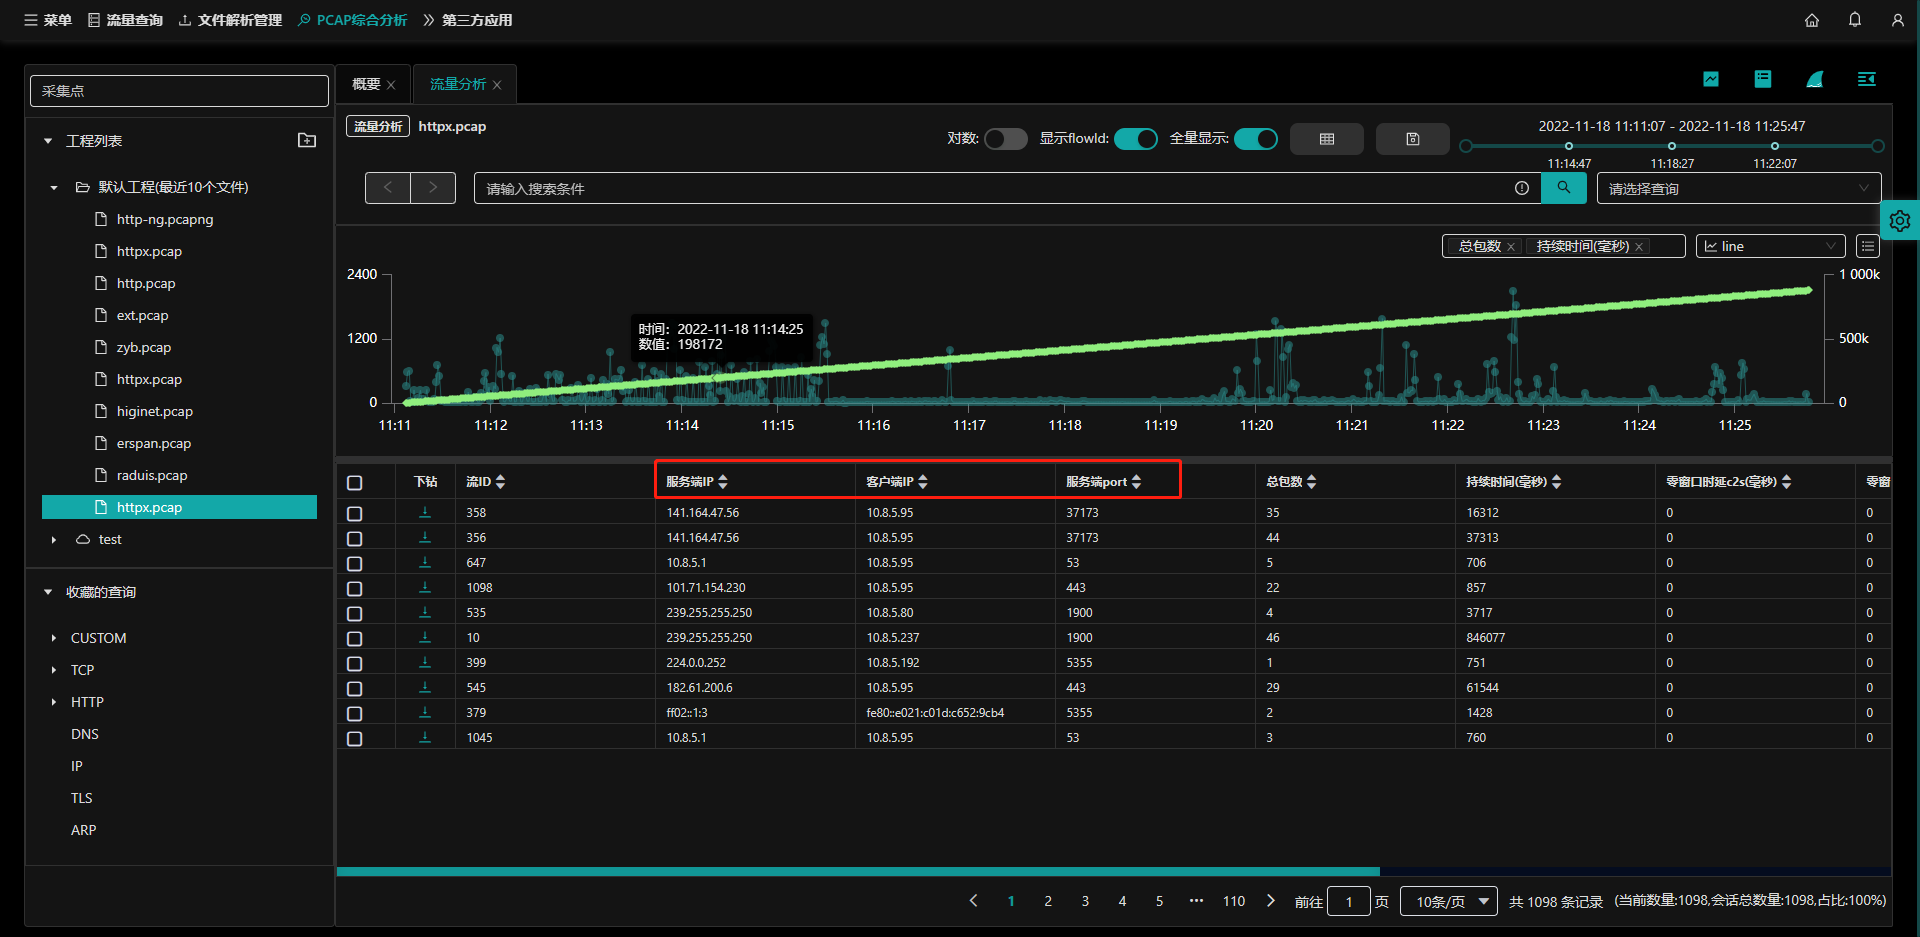 菜单 流量查询 文件解析管理 PCAP综合分析 第三方应用
采集点
工程列表
默认工程(最近10个文件)
http-ng.pcapng
httpx.pcap
http.pcap
ext.pcap
zyb.pcap
httpx.pcap
higinet.pcap
erspan.pcap
raduis.pcap
httpx.pcap
test
收藏的查询
CUSTOM
TCP
HTTP
DNS
IP
TLS
ARP
概要 流量分析
流量分析 httpx.pcap
对数: 显示flowId: 全量显示:
2022-11-18 11:11:07 - 2022-11-18 11:25:47
11:14:47 11:18:27 11:22:07
请输入搜索条件 请选择查询
总包数 持续时间(毫秒) line
2400 1 000k
1200 500k
0 0
时间：2022-11-18 11:14:25
数值：198172
11:11 11:12 11:13 11:14 11:15 11:16 11:17 11:18 11:19 11:20 11:21 11:22 11:23 11:24 11:25
下钻 流ID 服务端IP 客户端IP 服务端port 总包数 持续时间(毫秒) 零窗口时延c2s(毫秒) 零窗
358 141.164.47.56 10.8.5.95 37173 35 16312 0 0
356 141.164.47.56 10.8.5.95 37173 44 37313 0 0
647 10.8.5.1 10.8.5.95 53 5 706 0 0
1098 101.71.154.230 10.8.5.95 443 22 857 0 0
535 239.255.255.250 10.8.5.80 1900 4 3717 0 0
10 239.255.255.250 10.8.5.237 1900 46 846077 0 0
399 224.0.0.252 10.8.5.192 5355 1 751 0 0
545 182.61.200.6 10.8.5.95 443 29 61544 0 0
379 ff02::1:3 fe80::e021:c01d:c652:9cb4 5355 2 1428 0 0
1045 10.8.5.1 10.8.5.95 53 3 760 0 0
1 2 3 4 5 ••• 110 前往 1 页 10条/页 共 1098 条记录 (当前数量:1098,会话总数量:1098,占比:100%)